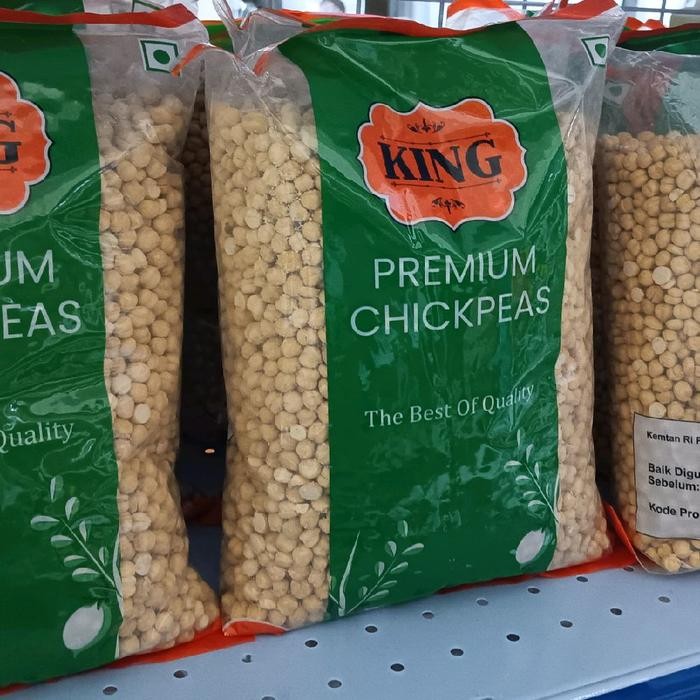 G
UM
EAS
Quality
KING
PREMIUM
CHICKPEAS
The Best Of Quality
Kemtan RI P
Baik Digu
Sebelum:
Kode Pro